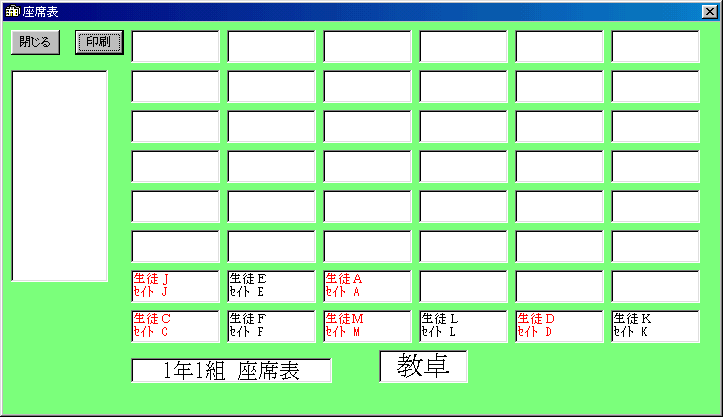 座席表
閉じる 印刷
生徒J 生徒E 生徒A
ｾｲﾄ J ｾｲﾄ E ｾｲﾄ A
生徒C 生徒F 生徒M 生徒L 生徒D 生徒K
ｾｲﾄ C ｾｲﾄ F ｾｲﾄ M ｾｲﾄ L ｾｲﾄ D ｾｲﾄ K
1年1組 座席表 教卓